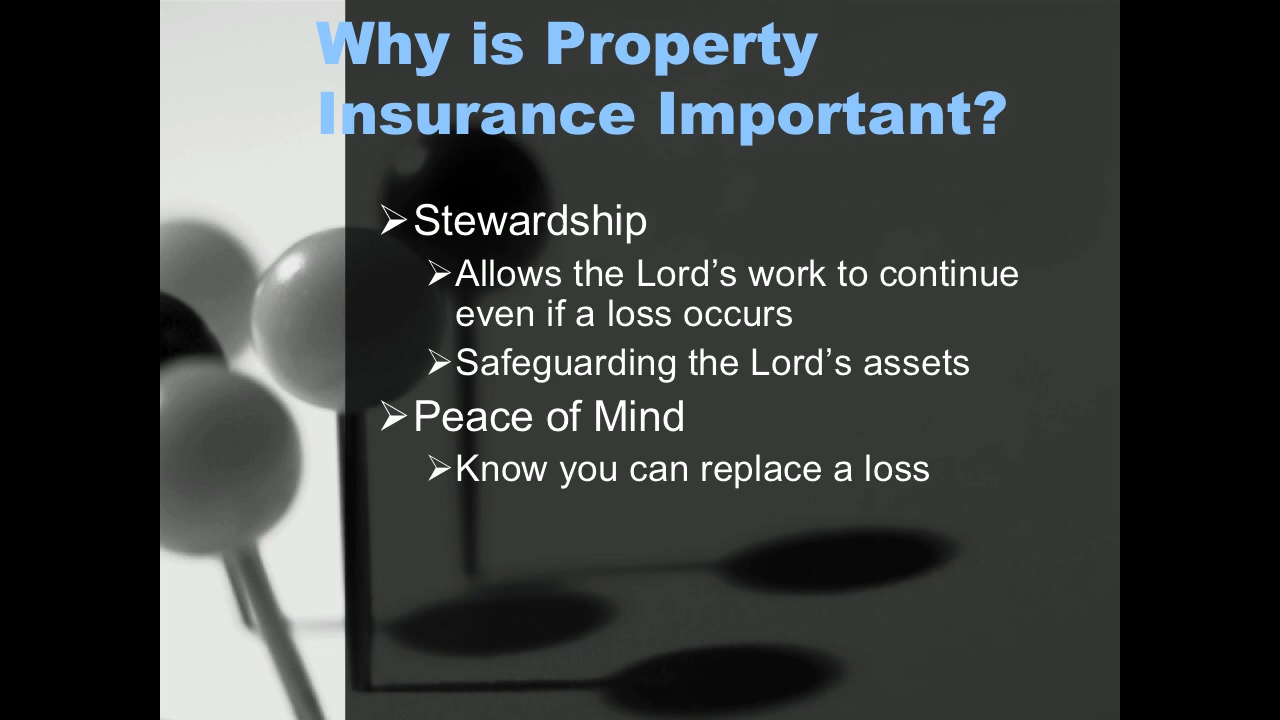 Why is Property
Insurance Important?
➢Stewardship
➢Allows the Lord’s work to continue
even if a loss occurs
➢Safeguarding the Lord’s assets
➢Peace of Mind
➢Know you can replace a loss